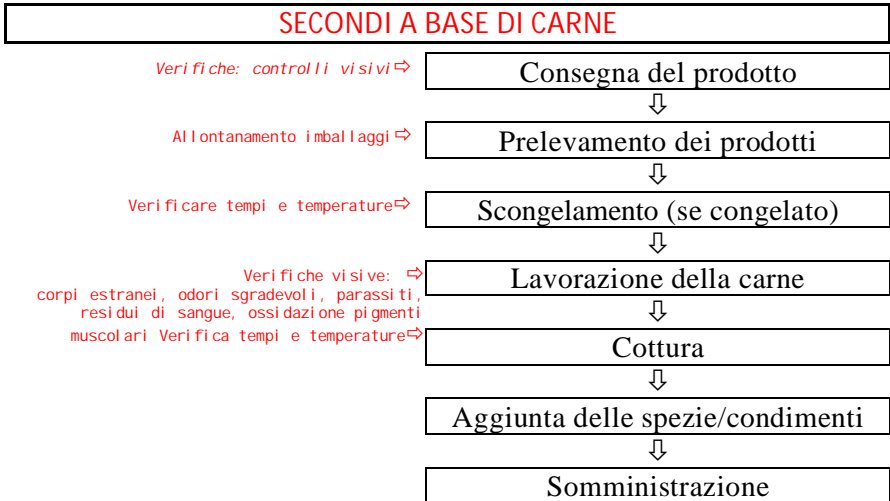 SECONDI A BASE DI CARNE
Verifiche: controlli visivi⇨
Consegna del prodotto
⇩
Allontanamento imballaggi⇨
Prelevamento dei prodotti
⇩
Verificare tempi e temperature⇨
Scongelamento (se congelato)
⇩
Verifiche visive: ⇨
corpi estranei, odori sgradevoli, parassiti,
residui di sangue, ossidazione pigmenti
Lavorazione della carne
⇩
muscolari Verifica tempi e temperature⇨
Cottura
⇩
Aggiunta delle spezie/condimenti
⇩
Somministrazione